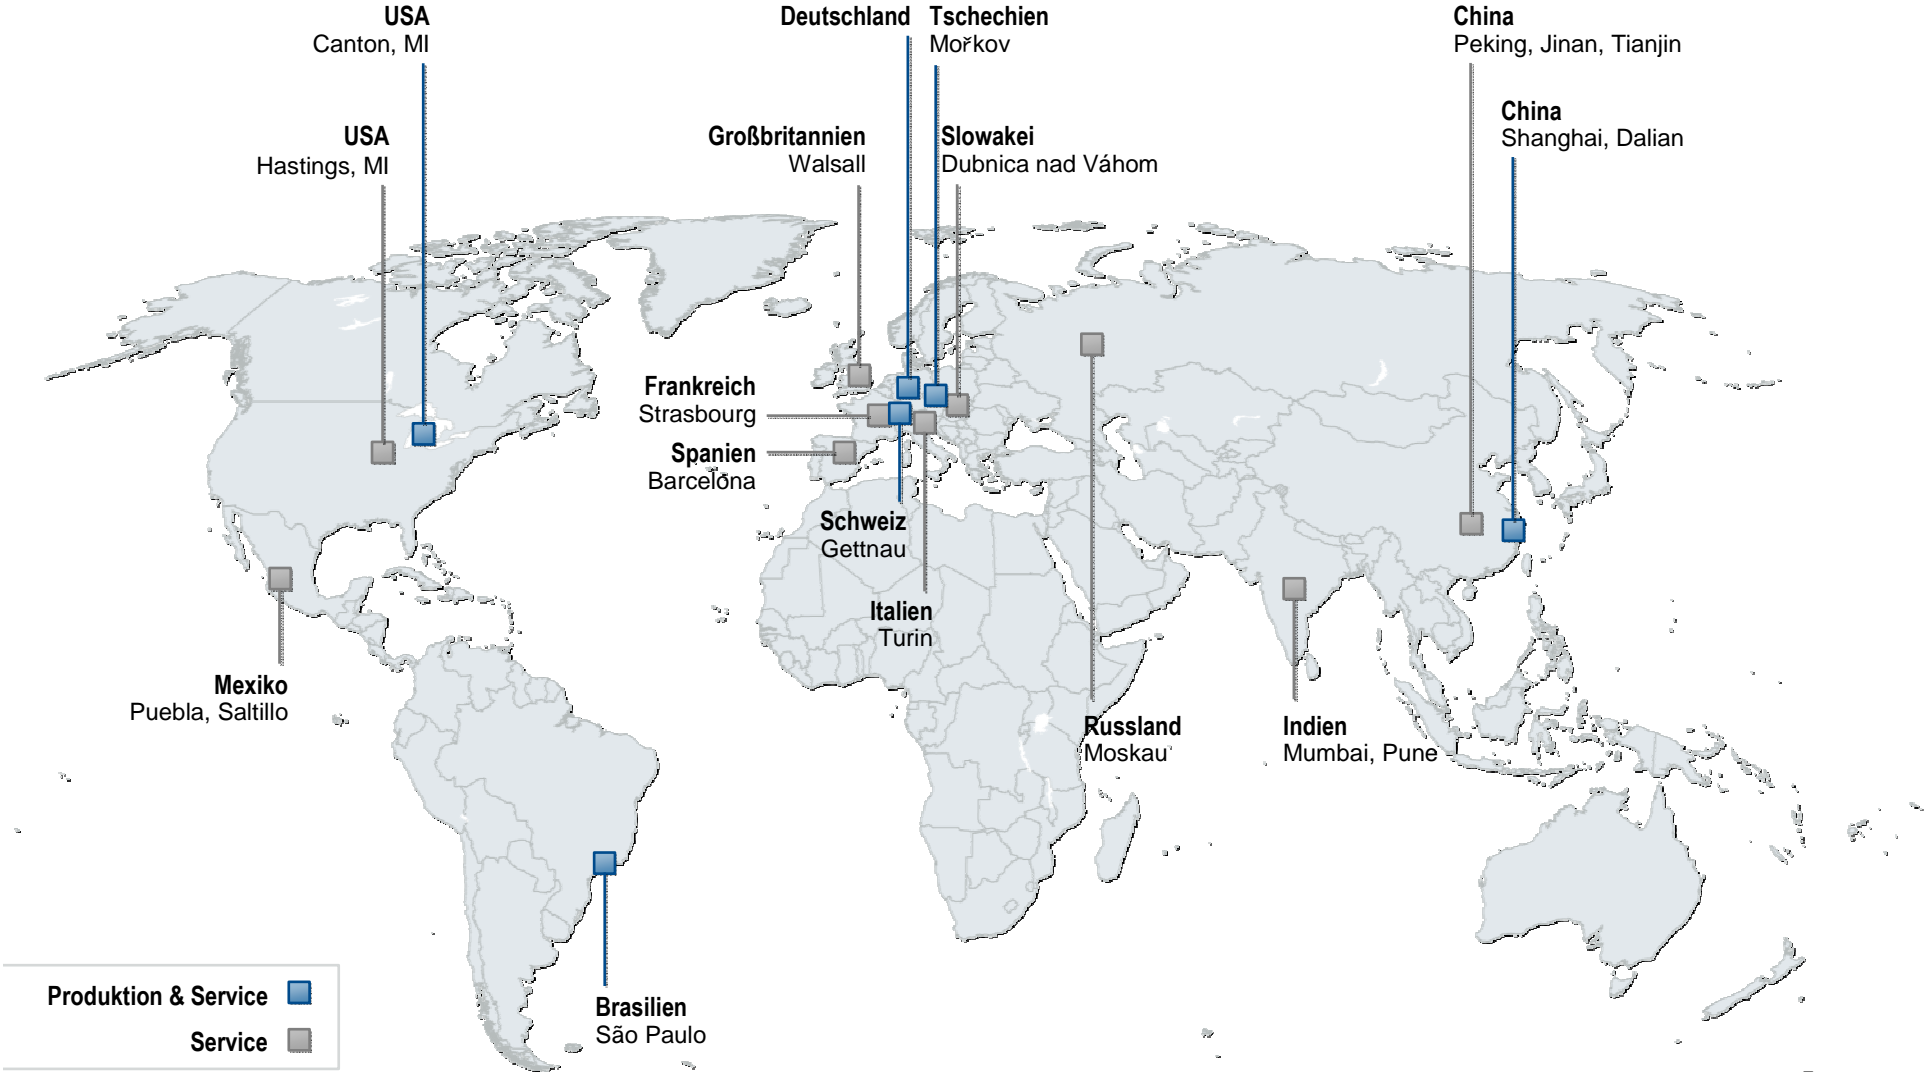 USA
Canton, MI
Deutschland
Tschechien
Mořkov
China
Peking, Jinan, Tianjin
China
Shanghai, Dalian
USA
Hastings, MI
Großbritannien
Walsall
Slowakei
Dubnica nad Váhom
Frankreich
Strasbourg
Spanien
Barcelona
Schweiz
Gettnau
Italien
Turin
Mexiko
Puebla, Saltillo
Russland
Moskau
Indien
Mumbai, Pune
Brasilien
São Paulo
Produktion & Service
Service